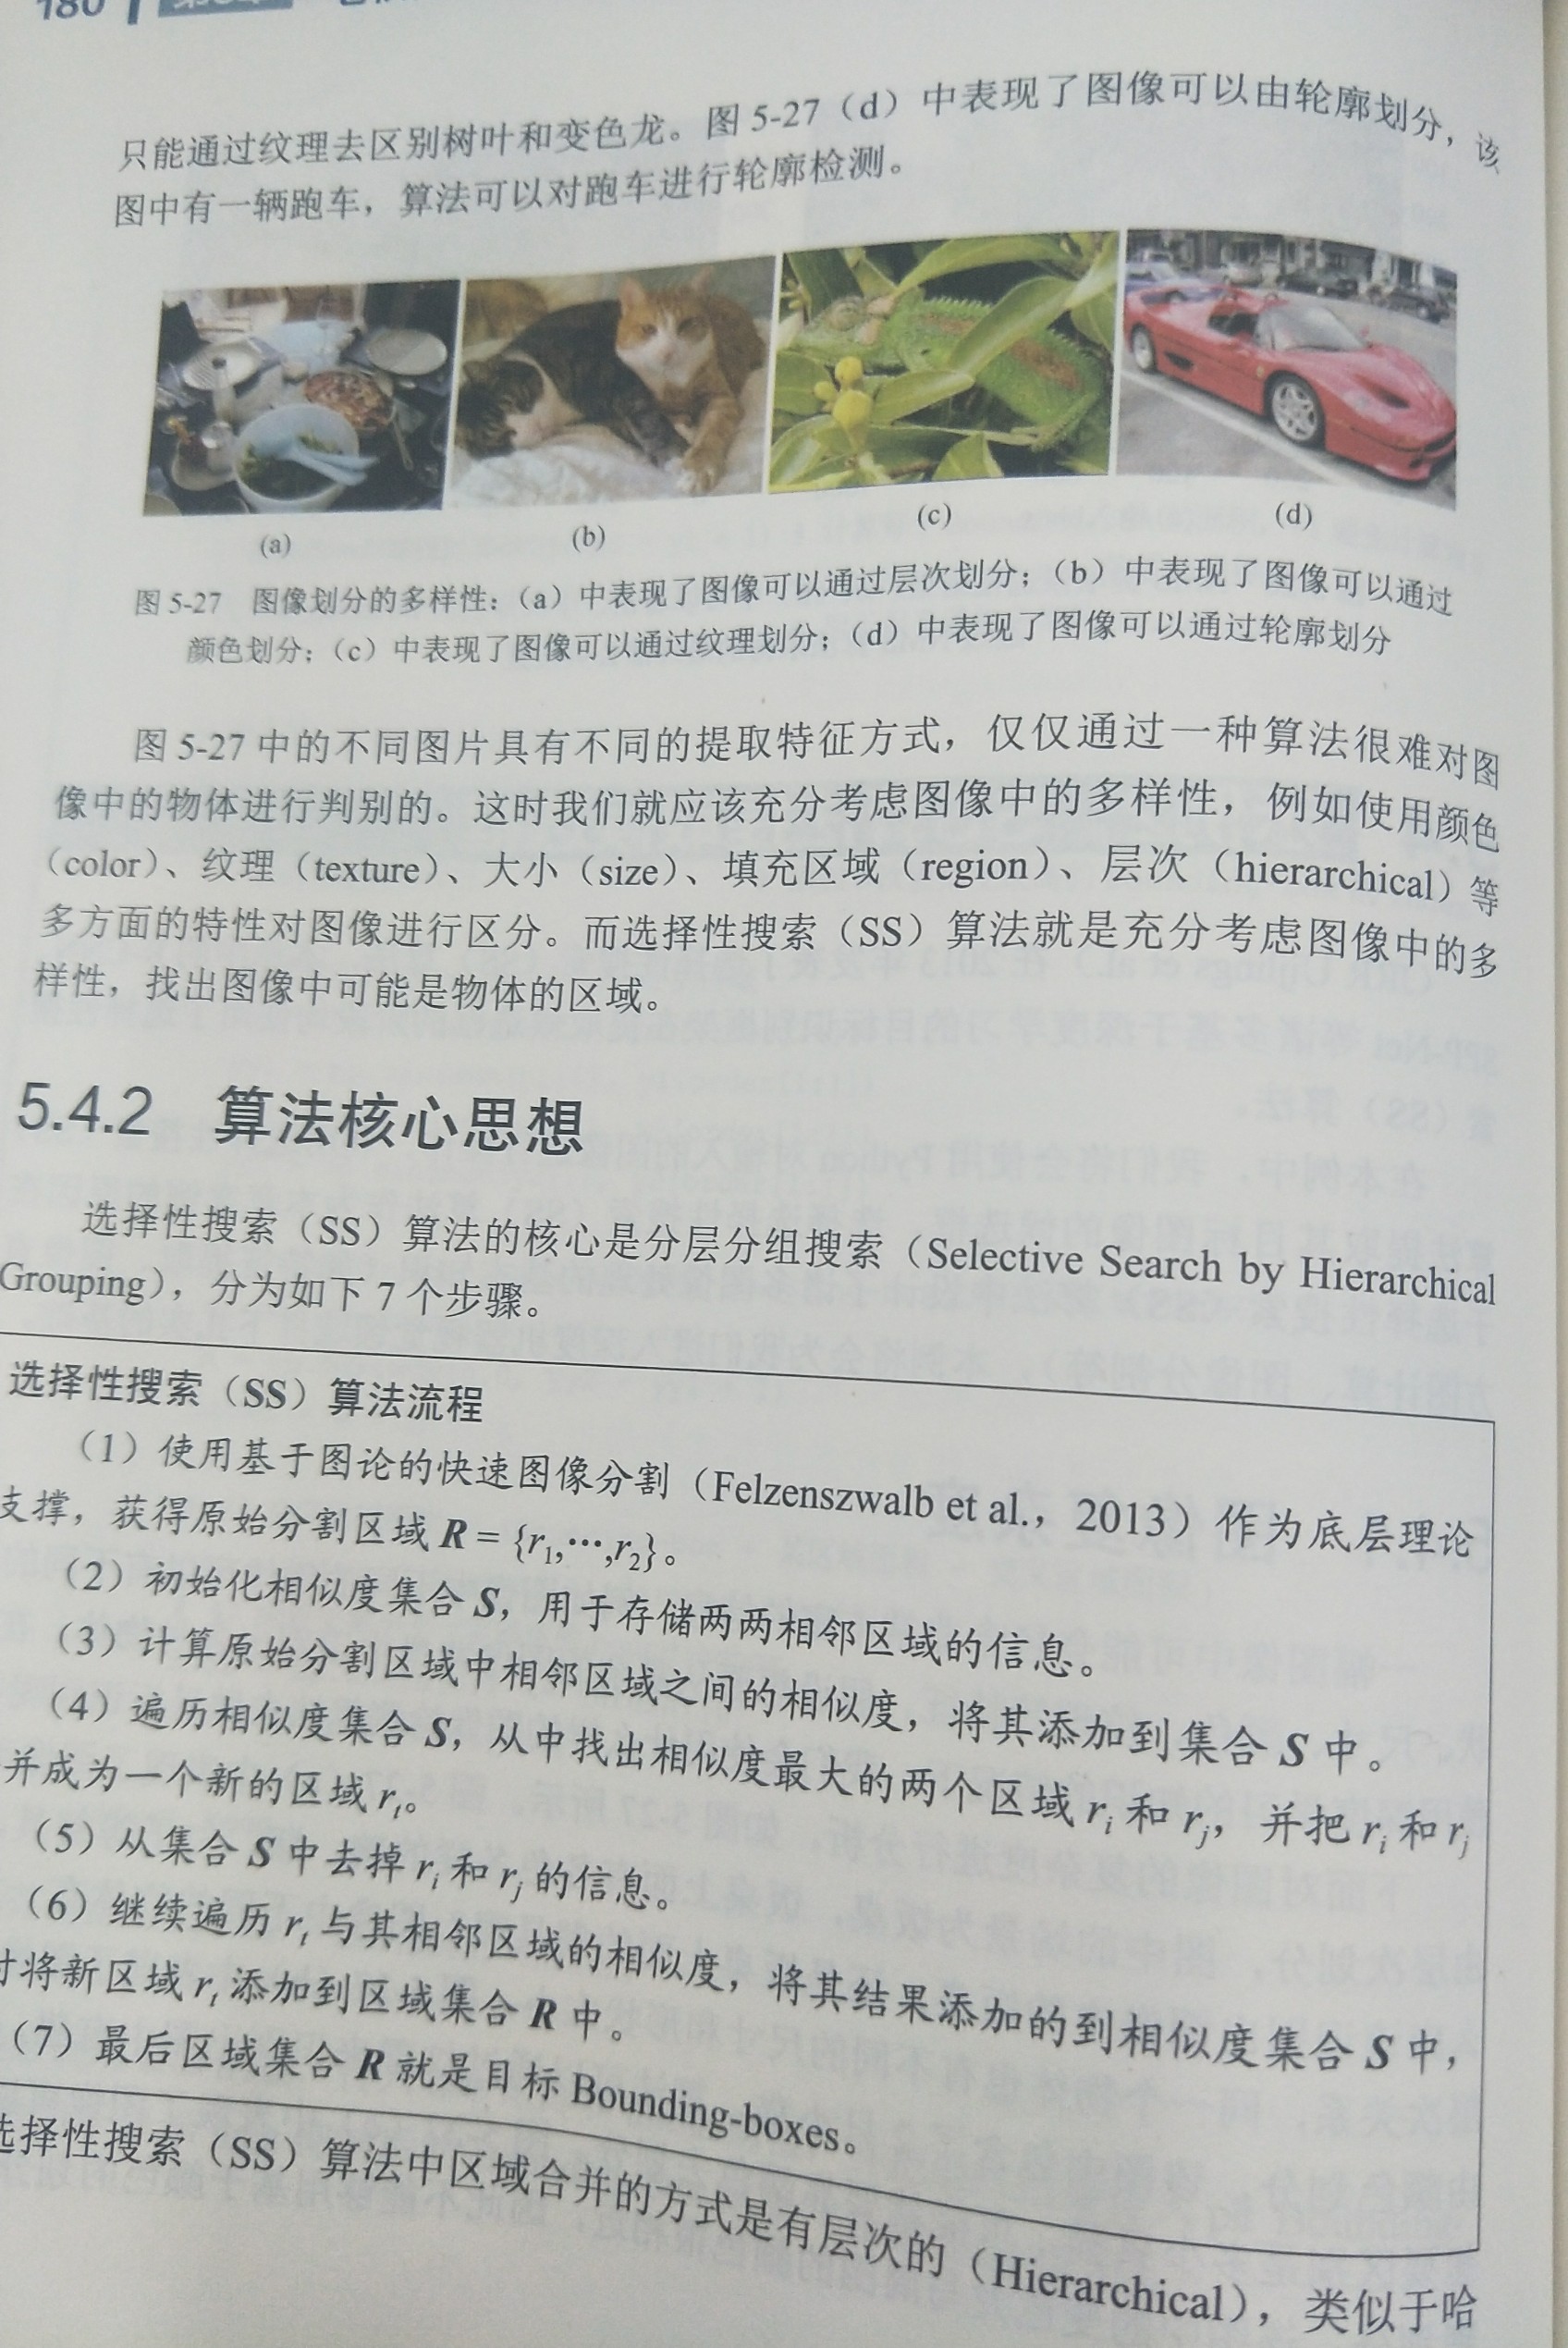 180
只能通过纹理去区别树叶和变色龙。图 5-27（d）中表现了图像可以由轮廓划分，该
图中有一辆跑车，算法可以对跑车进行轮廓检测。
(a) (b) (c) (d)
图 5-27 图像划分的多样性：（a）中表现了图像可以通过层次划分；（b）中表现了图像可以通过
颜色划分；（c）中表现了图像可以通过纹理划分；（d）中表现了图像可以通过轮廓划分
图 5-27 中的不同图片具有不同的提取特征方式，仅仅通过一种算法很难对图
像中的物体进行判别的。这时我们就应该充分考虑图像中的多样性，例如使用颜色
（color）、纹理（texture）、大小（size）、填充区域（region）、层次（hierarchical）等
多方面的特性对图像进行区分。而选择性搜索（SS）算法就是充分考虑图像中的多
样性，找出图像中可能是物体的区域。
5.4.2 算法核心思想
选择性搜索（SS）算法的核心是分层分组搜索（Selective Search by Hierarchical
Grouping），分为如下 7 个步骤。
选择性搜索（SS）算法流程
（1）使用基于图论的快速图像分割（Felzenszwalb et al.，2013）作为底层理论
支撑，获得原始分割区域 R = {r1,…,r2}。
（2）初始化相似度集合 S，用于存储两两相邻区域的信息。
（3）计算原始分割区域中相邻区域之间的相似度，将其添加到集合 S 中。
（4）遍历相似度集合 S，从中找出相似度最大的两个区域 ri 和 rj，并把 ri 和 rj
并成为一个新的区域 rt。
（5）从集合 S 中去掉 ri 和 rj 的信息。
（6）继续遍历 rt 与其相邻区域的相似度，将其结果添加的到相似度集合 S 中，
将新区域 rt 添加到区域集合 R 中。
（7）最后区域集合 R 就是目标 Bounding-boxes。
选择性搜索（SS）算法中区域合并的方式是有层次的（Hierarchical），类似于哈